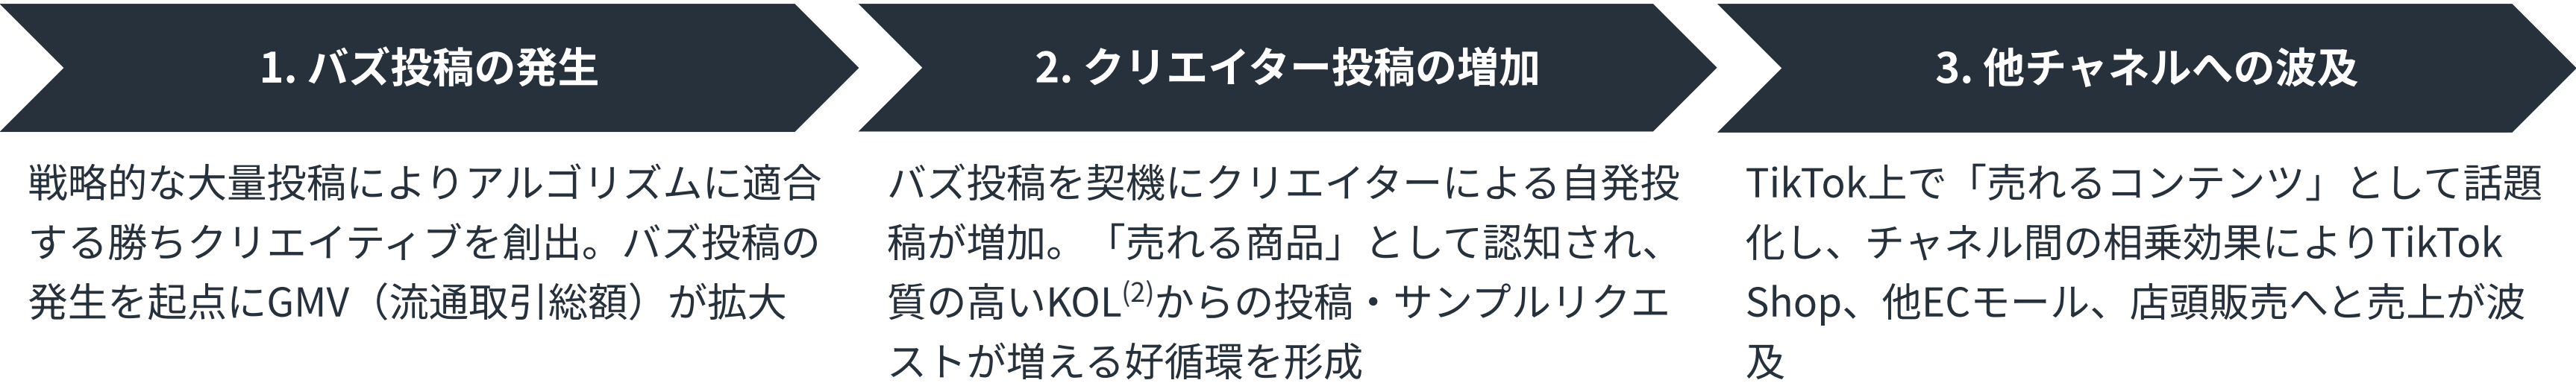 1. バズ投稿の発生
戦略的な大量投稿によりアルゴリズムに適合
する勝ちクリエイティブを創出。バズ投稿の
発生を起点にGMV（流通取引総額）が拡大
2. クリエイター投稿の増加
バズ投稿を契機にクリエイターによる自発投
稿が増加。「売れる商品」として認知され、
質の高いKOL(2)からの投稿・サンプルリクエ
ストが増える好循環を形成
3. 他チャネルへの波及
TikTok上で「売れるコンテンツ」として話題
化し、チャネル間の相乗効果によりTikTok
Shop、他ECモール、店頭販売へと売上が波
及